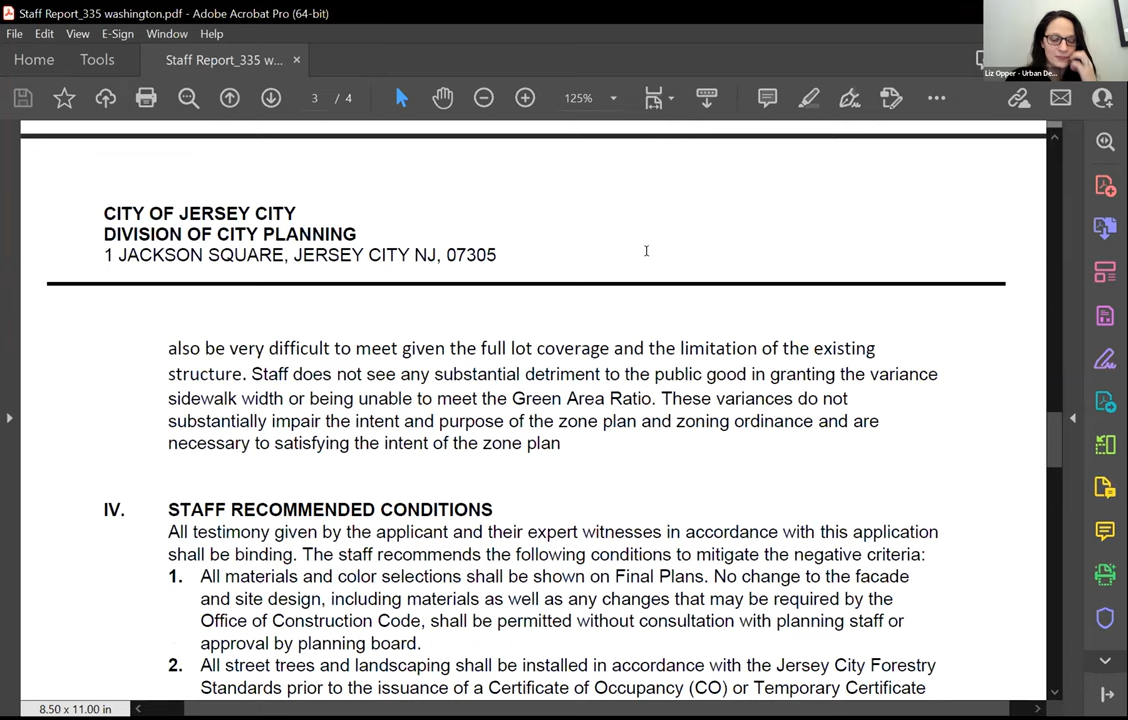 Staff Report_335 washington.pdf - Adobe Acrobat Pro (64-bit)
File Edit View E-Sign Window Help
Home Tools Staff Report_335 w... ×
3 / 4 125%
Liz Opper - Urban De...
CITY OF JERSEY CITY
DIVISION OF CITY PLANNING
1 JACKSON SQUARE, JERSEY CITY NJ, 07305
also be very difficult to meet given the full lot coverage and the limitation of the existing
structure. Staff does not see any substantial detriment to the public good in granting the variance
sidewalk width or being unable to meet the Green Area Ratio. These variances do not
substantially impair the intent and purpose of the zone plan and zoning ordinance and are
necessary to satisfying the intent of the zone plan
IV. STAFF RECOMMENDED CONDITIONS
All testimony given by the applicant and their expert witnesses in accordance with this application
shall be binding. The staff recommends the following conditions to mitigate the negative criteria:
1. All materials and color selections shall be shown on Final Plans. No change to the facade
and site design, including materials as well as any changes that may be required by the
Office of Construction Code, shall be permitted without consultation with planning staff or
approval by planning board.
2. All street trees and landscaping shall be installed in accordance with the Jersey City Forestry
Standards prior to the issuance of a Certificate of Occupancy (CO) or Temporary Certificate
8.50 x 11.00 in